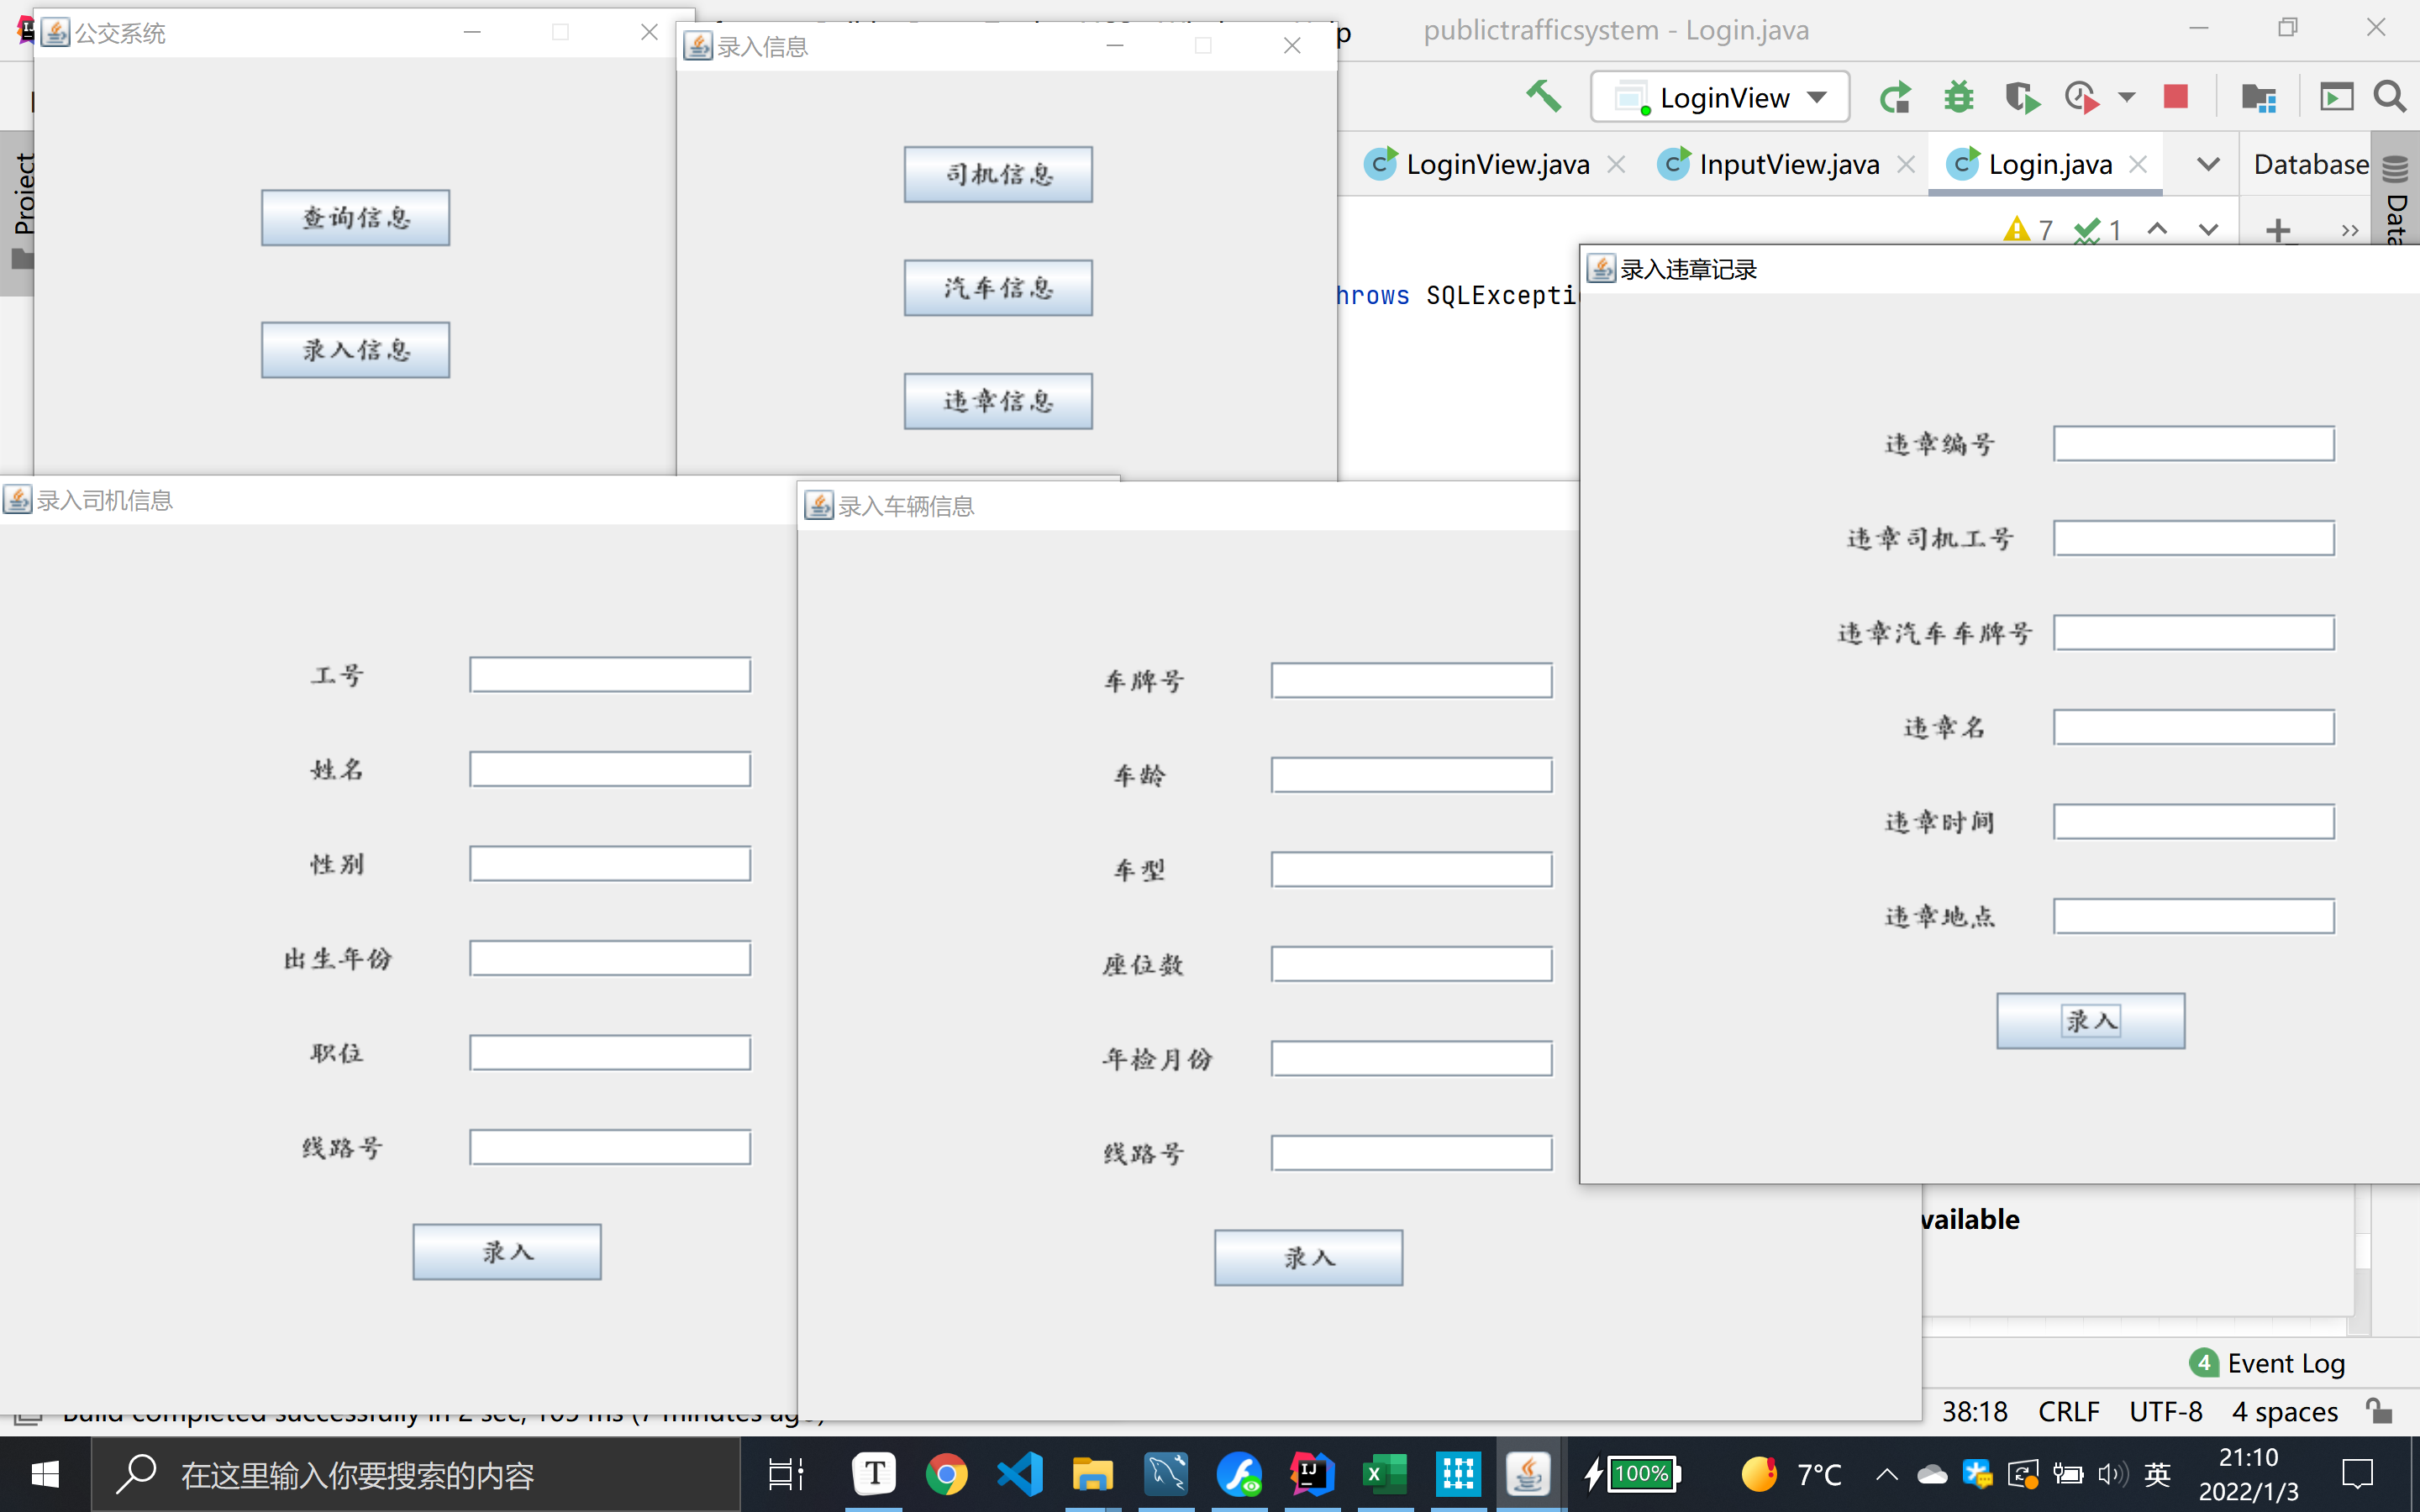 公交系统
查询信息
录入信息
录入信息
司机信息
汽车信息
违章信息
publictrafficsystem - Login.java
LoginView
LoginView.java
InputView.java
Login.java
Database
Project
7
1
hrows SQLExcepti
录入违章记录
违章编号
违章司机工号
违章汽车车牌号
违章名
违章时间
违章地点
录入
录入司机信息
工号
姓名
性别
出生年份
职位
线路号
录入
录入车辆信息
车牌号
车龄
车型
座位数
年检月份
线路号
录入
vailable
4 Event Log
38:18 CRLF UTF-8 4 spaces
在这里输入你要搜索的内容
100%
7°C
英
21:10
2022/1/3